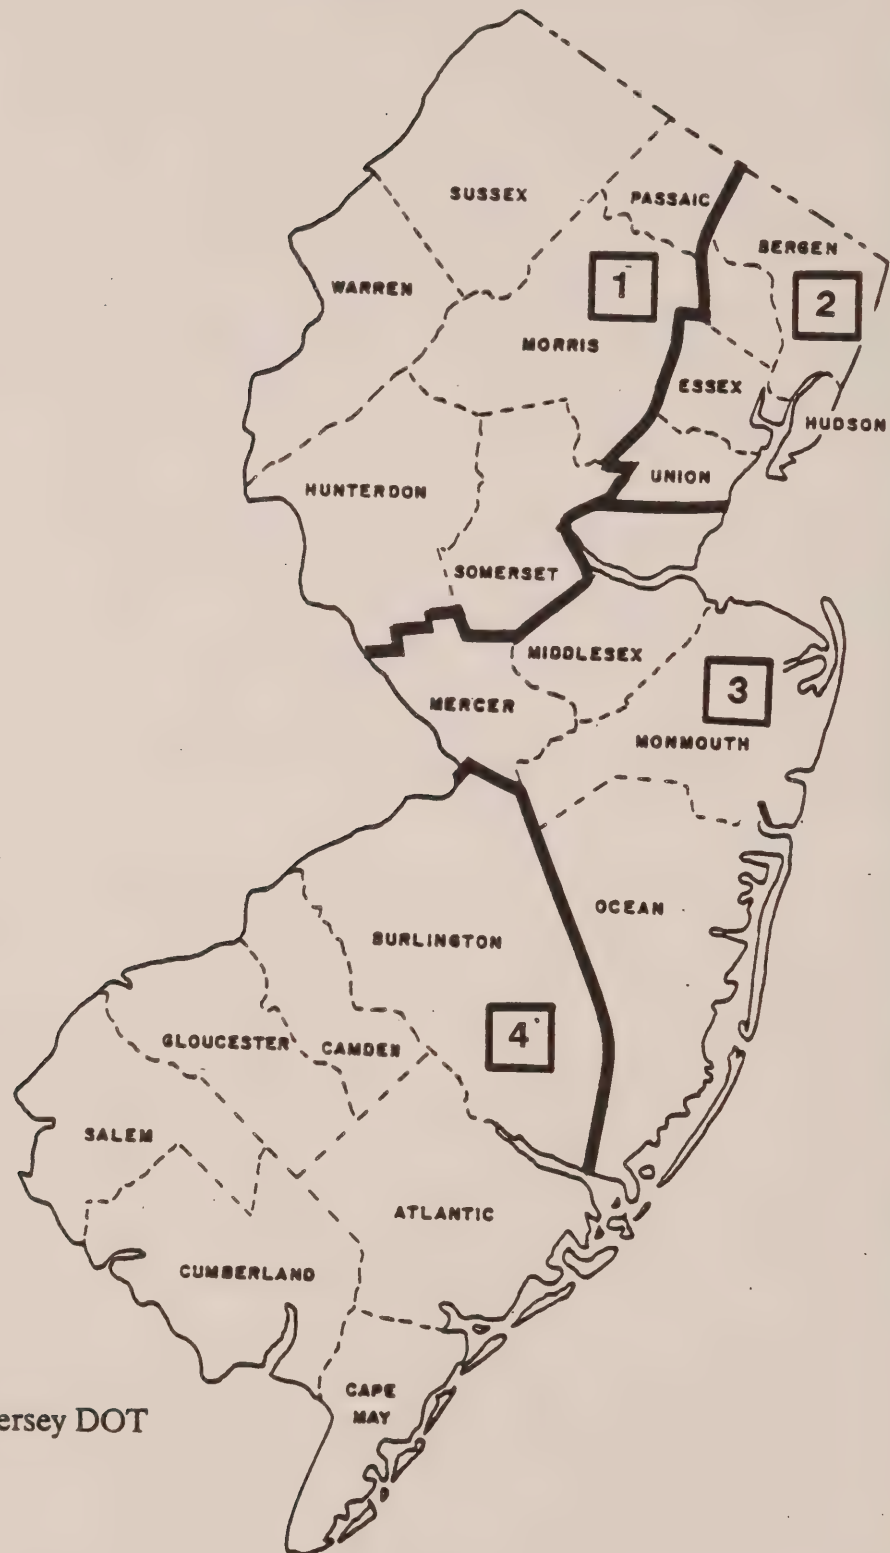 SUSSEX
PASSAIC
BERGEN
WARREN
1
2
MORRIS
ESSEX
HUDSON
HUNTERDON
UNION
SOMERSET
MIDDLESEX
3
MERCER
MONMOUTH
OCEAN
BURLINGTON
4
GLOUCESTER
CAMDEN
SALEM
ATLANTIC
CUMBERLAND
CAPE
MAY
ersey DOT